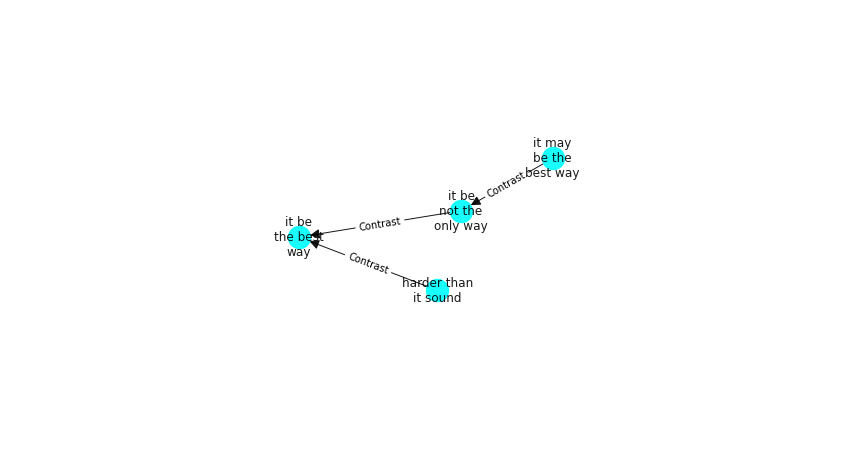 it may
be the
best way
Contrast
it be
not the
only way
Contrast
it be
the best
way
Contrast
harder than
it sound